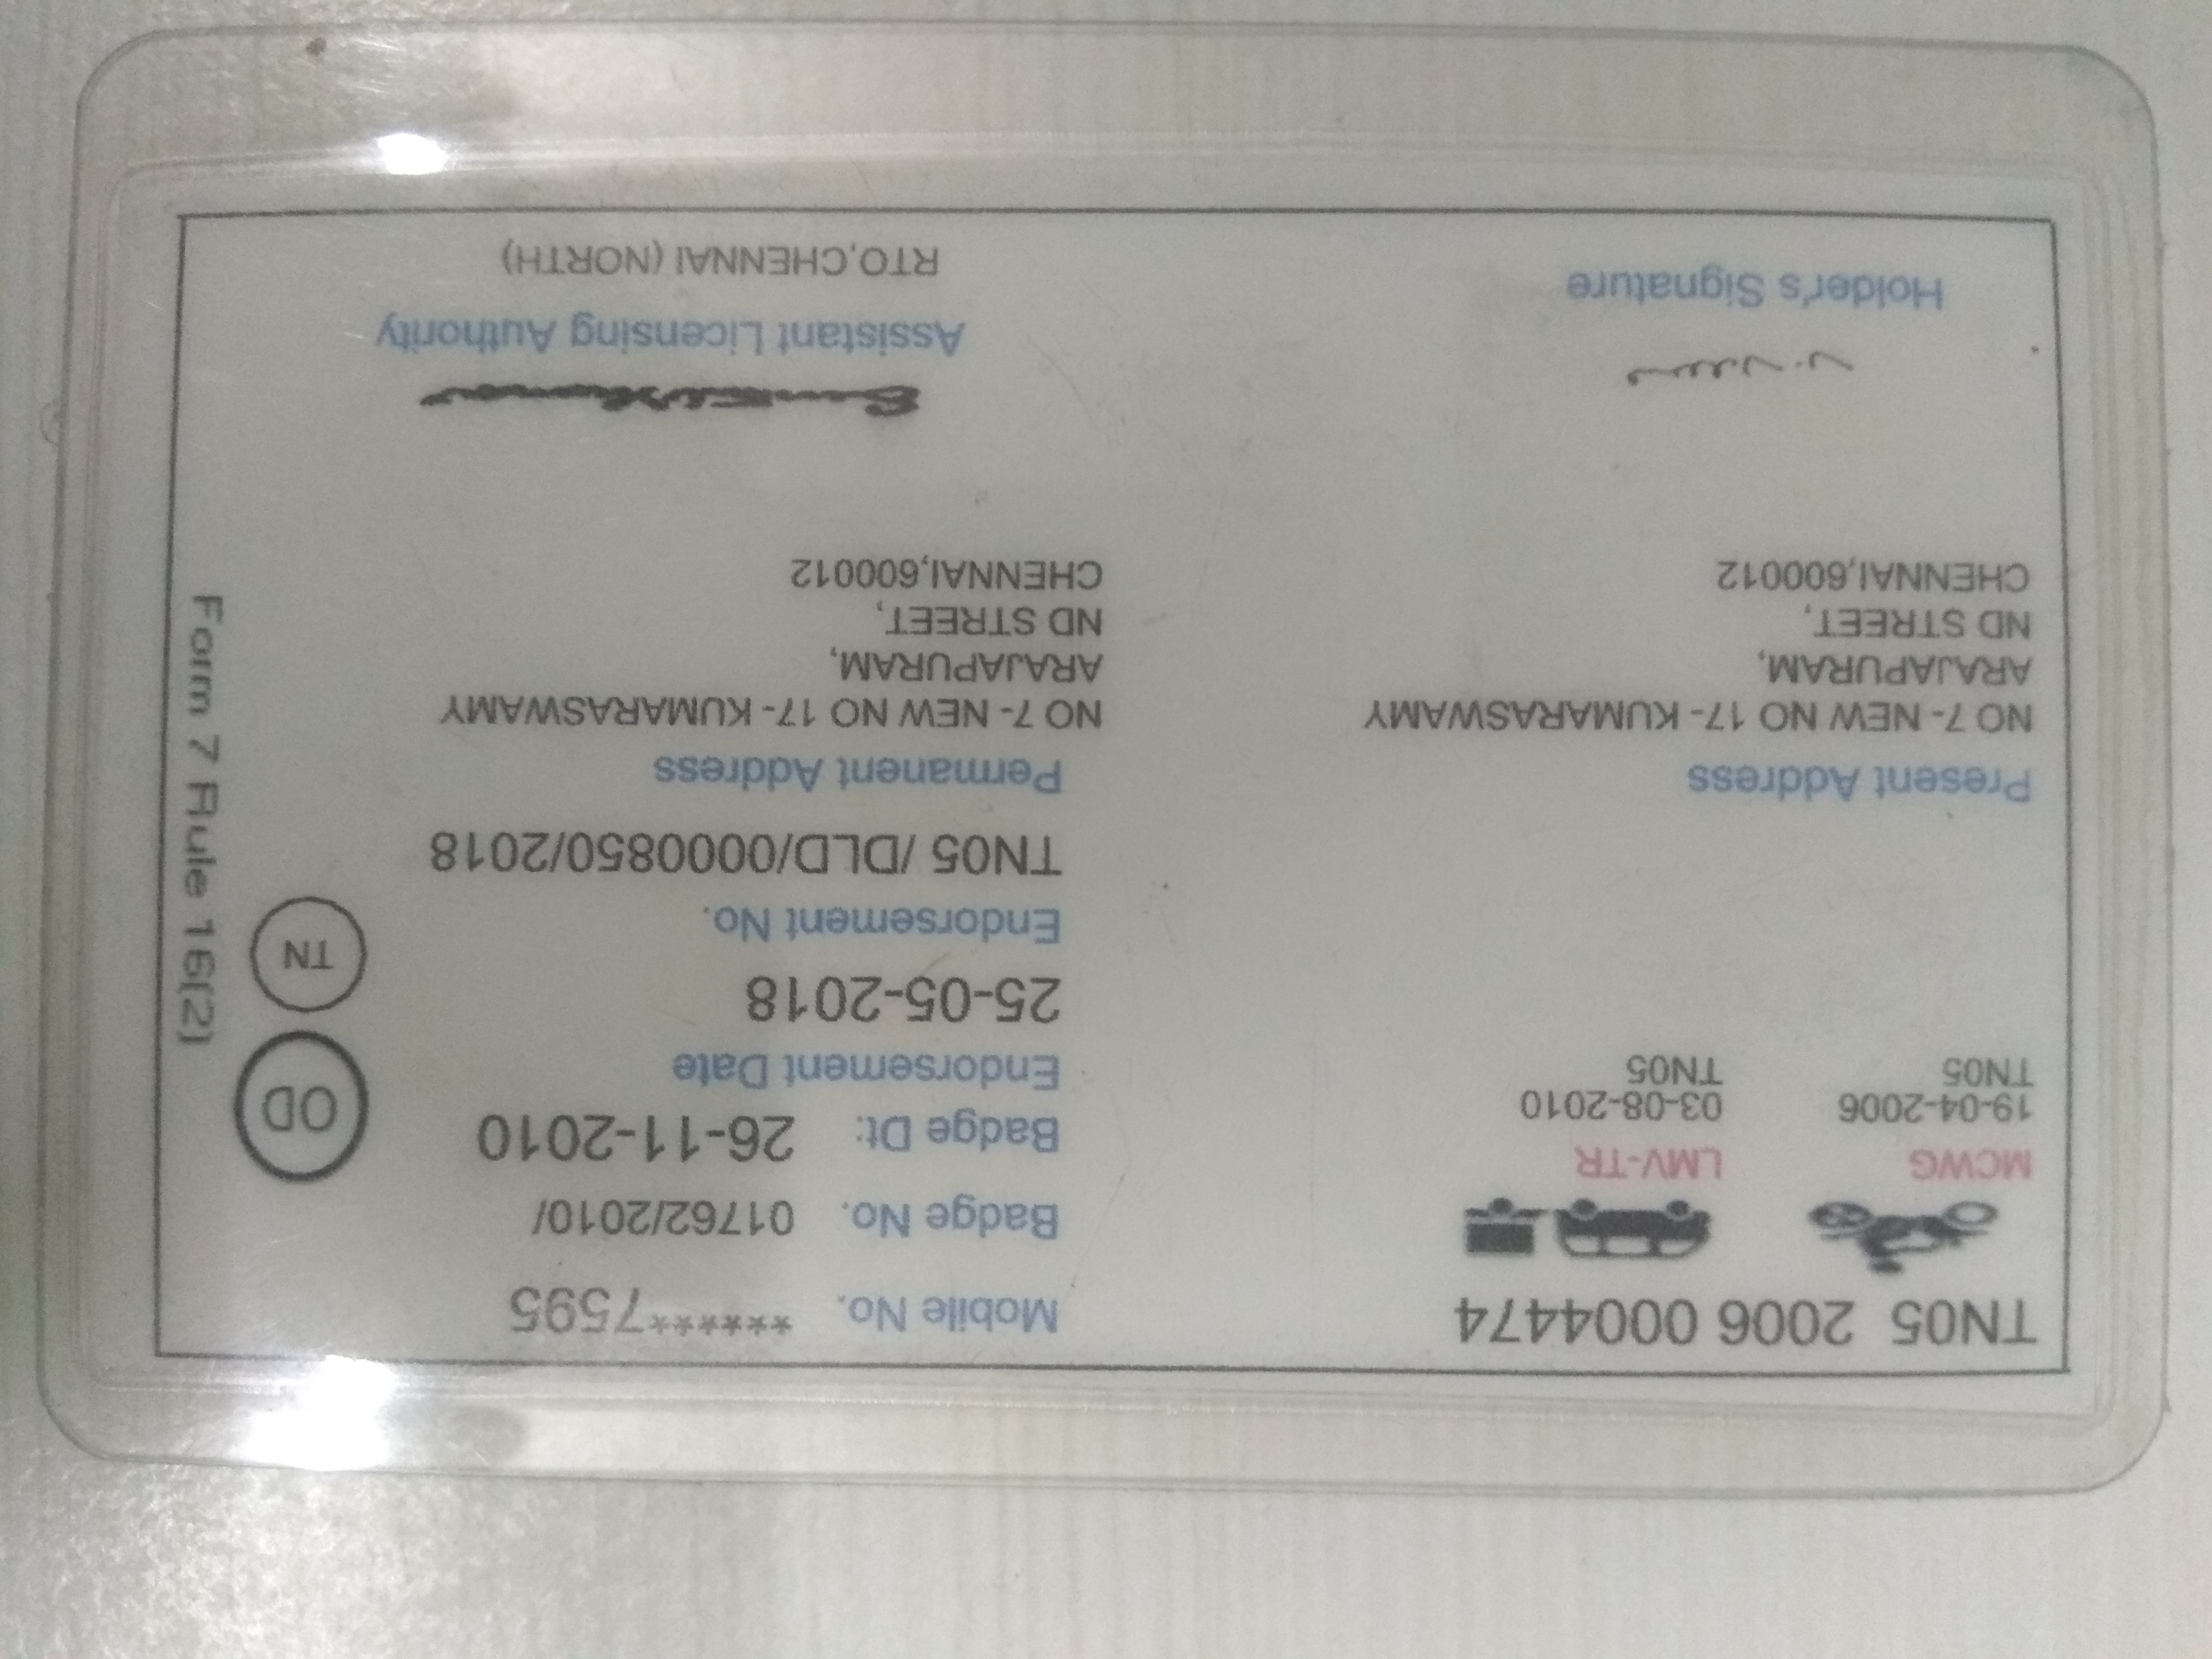 TN05 2006 0004474
MCWG
19-04-2006
TN05
LMV-TR
03-08-2010
TN05
Mobile No. ******7595
Badge No. 01762/2010/
Badge Dt: 26-11-2010
Endorsement Date
25-05-2018
Endorsement No.
TN05 /DLD/0000850/2018
OD
TN
Form 7 Rule 16(2)
Present Address
NO 7- NEW NO 17- KUMARASWAMY
ARAJAPURAM,
ND STREET,
CHENNAI,600012
Permanent Address
NO 7- NEW NO 17- KUMARASWAMY
ARAJAPURAM,
ND STREET,
CHENNAI,600012
Holder's Signature
Assistant Licensing Authority
RTO,CHENNAI (NORTH)